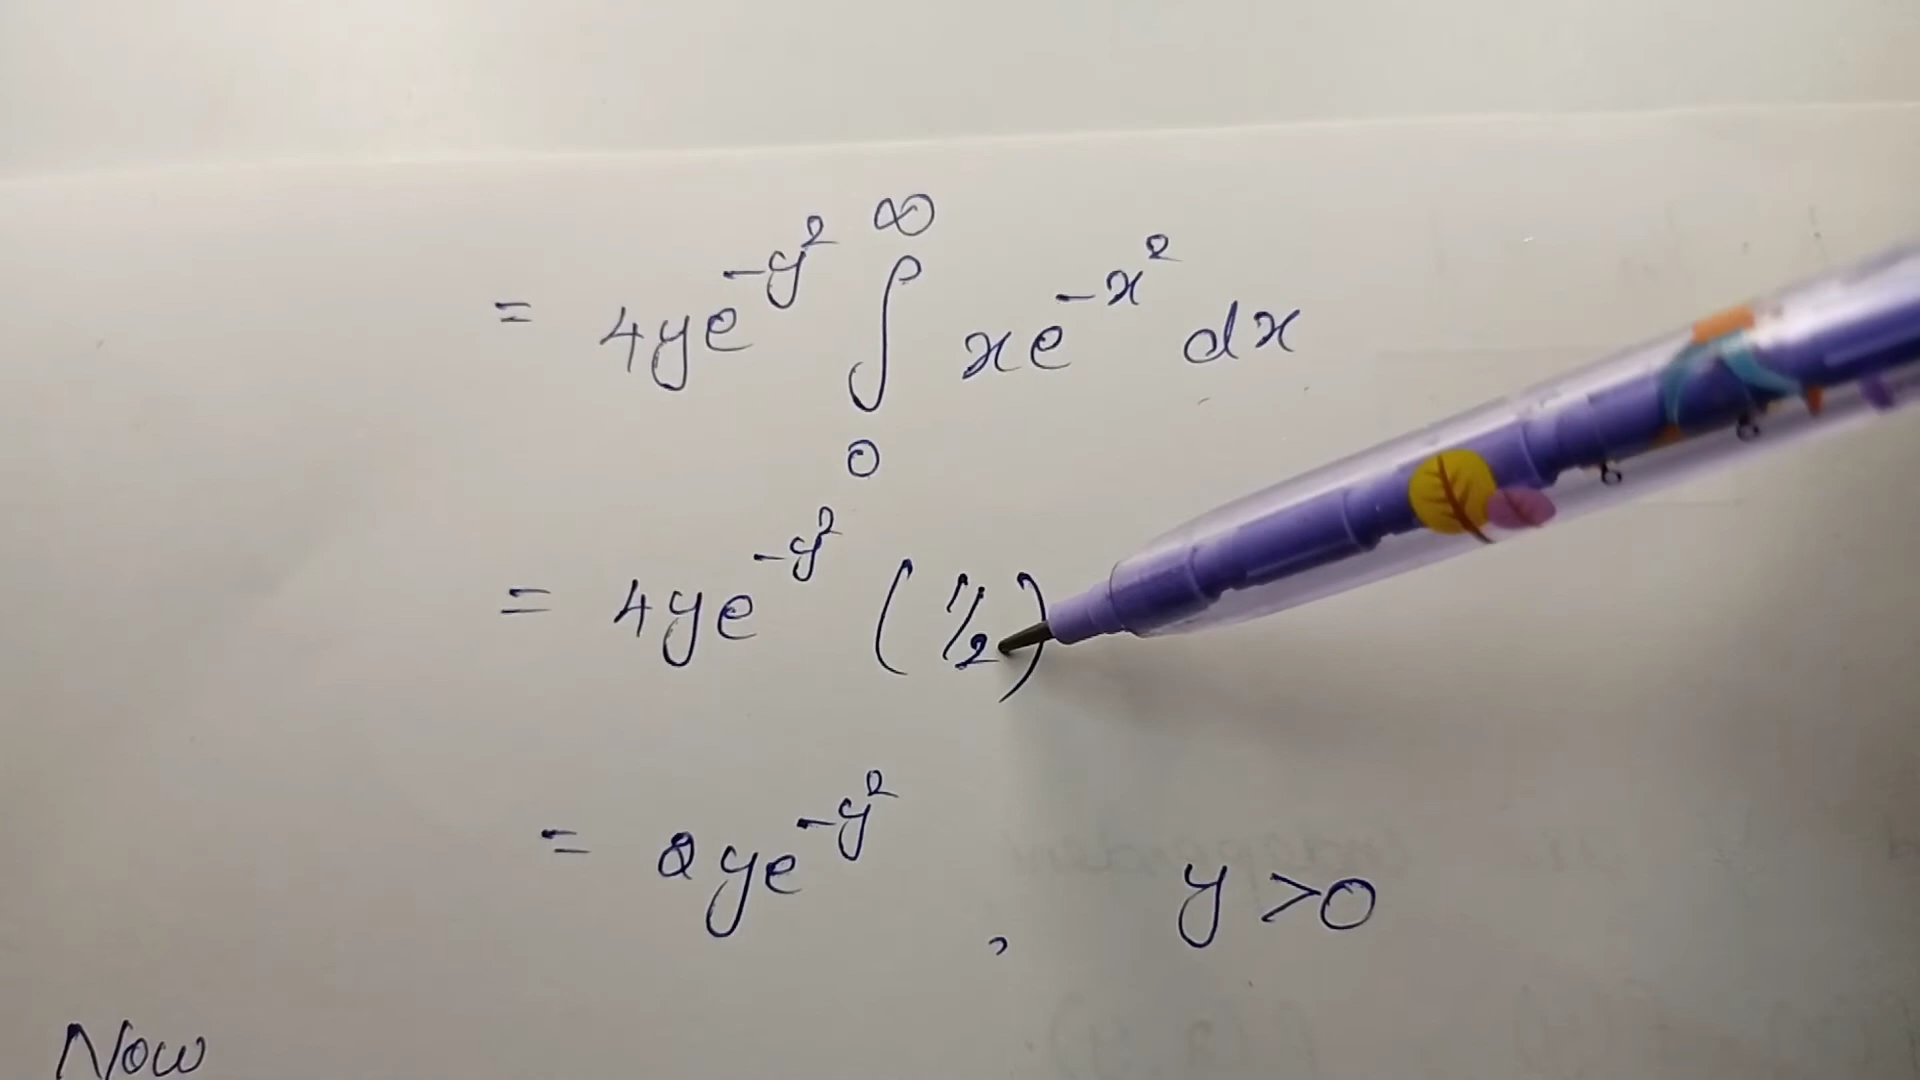 = 4ye^{-y^2} ∫_0^∞ xe^{-x^2} dx
= 4ye^{-y^2} (1/2)
= 2ye^{-y^2} , y > 0
Now